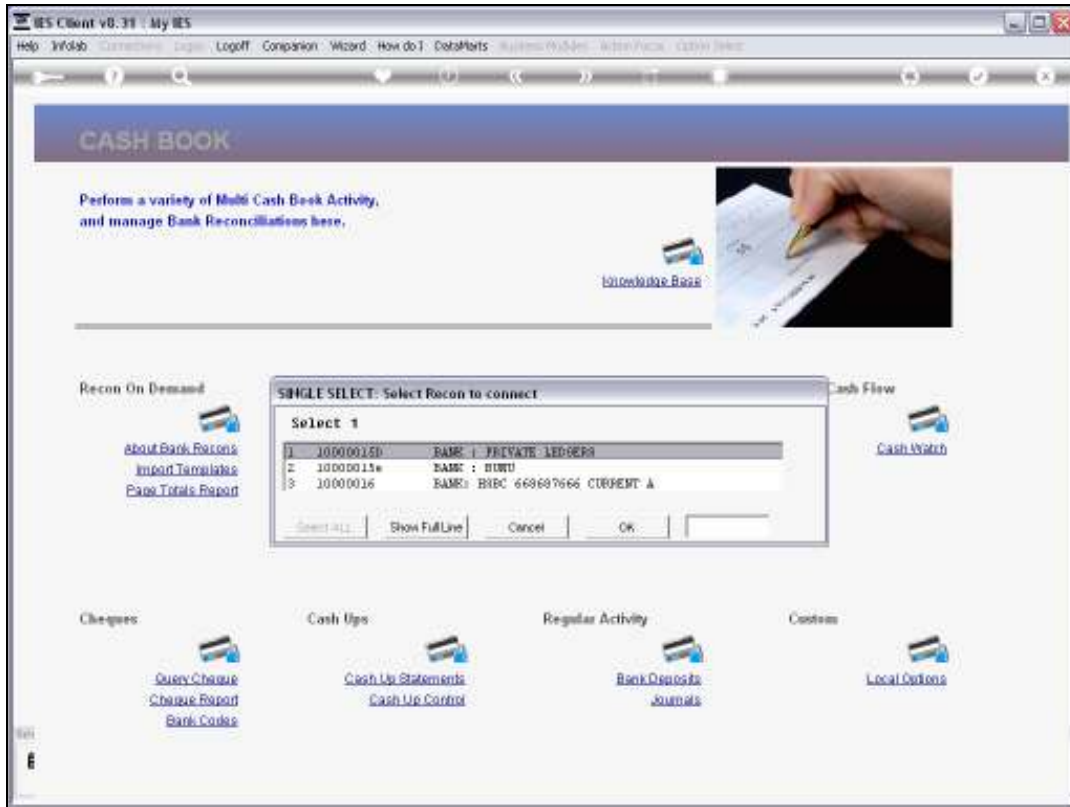 IES Client v8.31 : My IES
Help Infolab Logoff Companion Wizard How do I DataMarts
CASH BOOK
Perform a variety of Multi Cash Book Activity,
and manage Bank Reconciliations here.
Knowledge Base
Recon On Demand
Cash Flow
SINGLE SELECT: Select Recon to connect
Select 1
1 10000015D BANK : PRIVATE LEDGERS
2 10000015e BANK : HUHU
3 10000016 BANK: HSBC 668687666 CURRENT A
Select ALL Show Full Line Cancel OK
About Bank Recons
Import Templates
Page Totals Report
Cash Watch
Cheques
Cash Ups
Regular Activity
Custom
Query Cheque
Cheque Report
Bank Codes
Cash Up Statements
Cash Up Control
Bank Deposits
Journals
Local Options